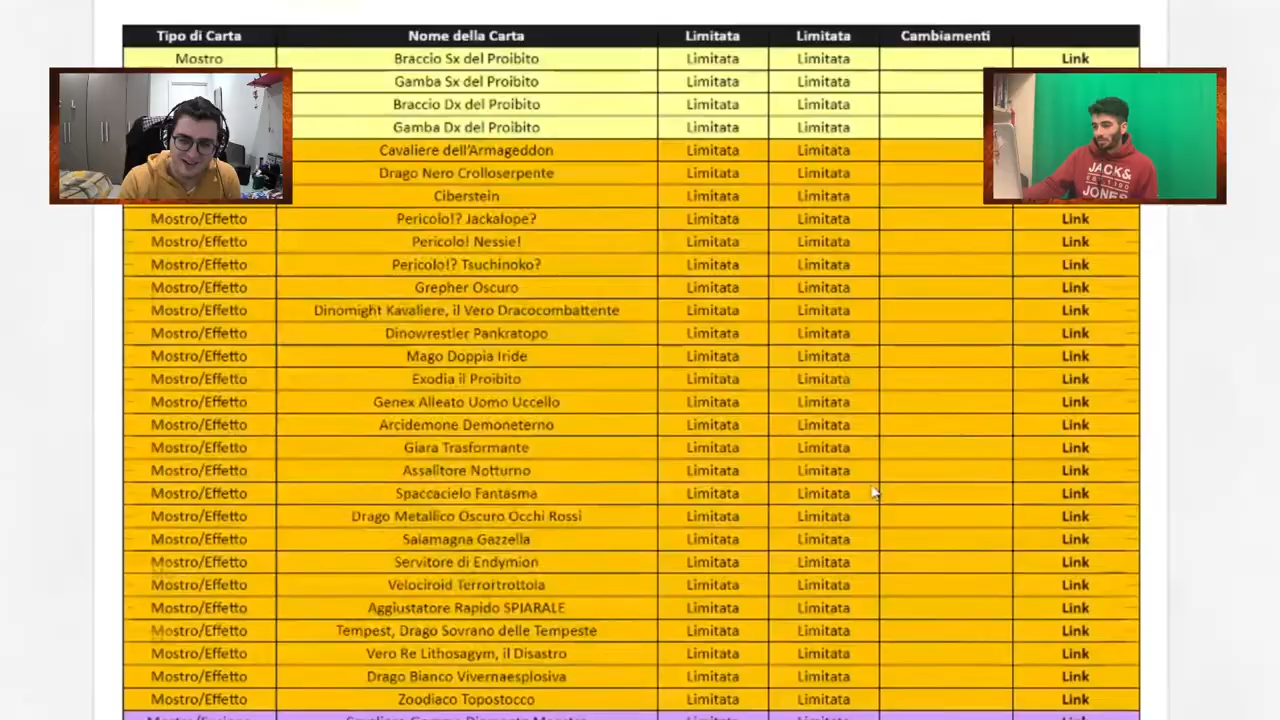 Tipo di Carta Nome della Carta Limitata Limitata Cambiamenti
Mostro Braccio Sx del Proibito Limitata Limitata Link
Gamba Sx del Proibito Limitata Limitata
Braccio Dx del Proibito Limitata Limitata
Gamba Dx del Proibito Limitata Limitata
Cavaliere dell'Armageddon Limitata Limitata
Drago Nero Crolloserpente Limitata Limitata
Ciberstein Limitata Limitata
JACK&
JONES
Mostro/Effetto Pericolo!? Jackalope? Limitata Limitata Link
Mostro/Effetto Pericolo! Nessie! Limitata Limitata Link
Mostro/Effetto Pericolo!? Tsuchinoko? Limitata Limitata Link
Mostro/Effetto Grepher Oscuro Limitata Limitata Link
Mostro/Effetto Dinomight Kavaliere, il Vero Dracocombattente Limitata Limitata Link
Mostro/Effetto Dinowrestler Pankratopo Limitata Limitata Link
Mostro/Effetto Mago Doppia Iride Limitata Limitata Link
Mostro/Effetto Exodia il Proibito Limitata Limitata Link
Mostro/Effetto Genex Alleato Uomo Uccello Limitata Limitata Link
Mostro/Effetto Arcidemone Demoneterno Limitata Limitata Link
Mostro/Effetto Giara Trasformante Limitata Limitata Link
Mostro/Effetto Assalitore Notturno Limitata Limitata Link
Mostro/Effetto Spaccacielo Fantasma Limitata Limitata Link
Mostro/Effetto Drago Metallico Oscuro Occhi Rossi Limitata Limitata Link
Mostro/Effetto Salamagna Gazzella Limitata Limitata Link
Mostro/Effetto Servitore di Endymion Limitata Limitata Link
Mostro/Effetto Velociroid Terrortrottola Limitata Limitata Link
Mostro/Effetto Aggiustatore Rapido SPIARALE Limitata Limitata Link
Mostro/Effetto Tempest, Drago Sovrano delle Tempeste Limitata Limitata Link
Mostro/Effetto Vero Re Lithosagym, il Disastro Limitata Limitata Link
Mostro/Effetto Drago Bianco Vivernaesplosiva Limitata Limitata Link
Mostro/Effetto Zoodiaco Topostocco Limitata Limitata Link